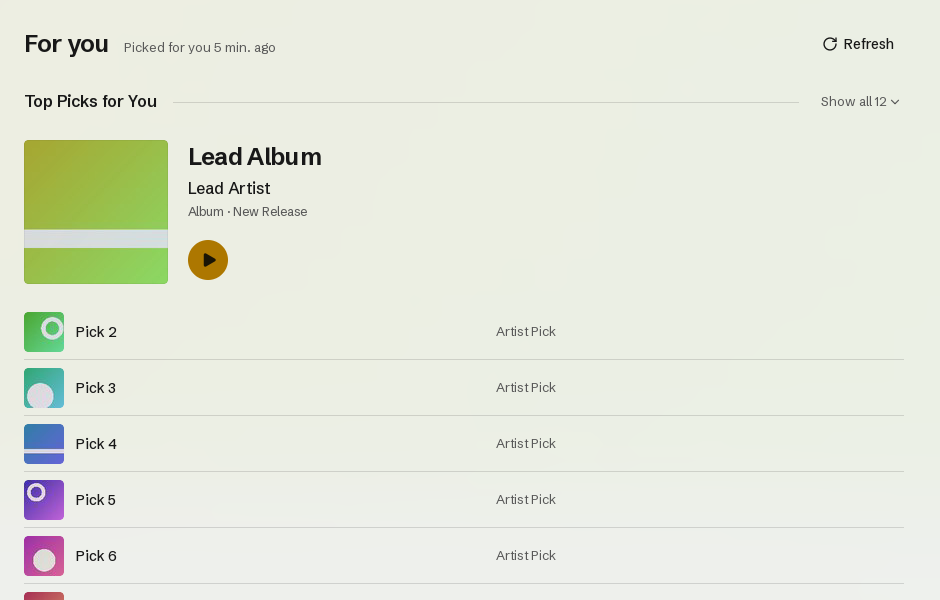 For you
Picked for you 5 min. ago
Refresh
Top Picks for You
Show all 12
Lead Album
Lead Artist
Album · New Release
Pick 2
Artist Pick
Pick 3
Artist Pick
Pick 4
Artist Pick
Pick 5
Artist Pick
Pick 6
Artist Pick